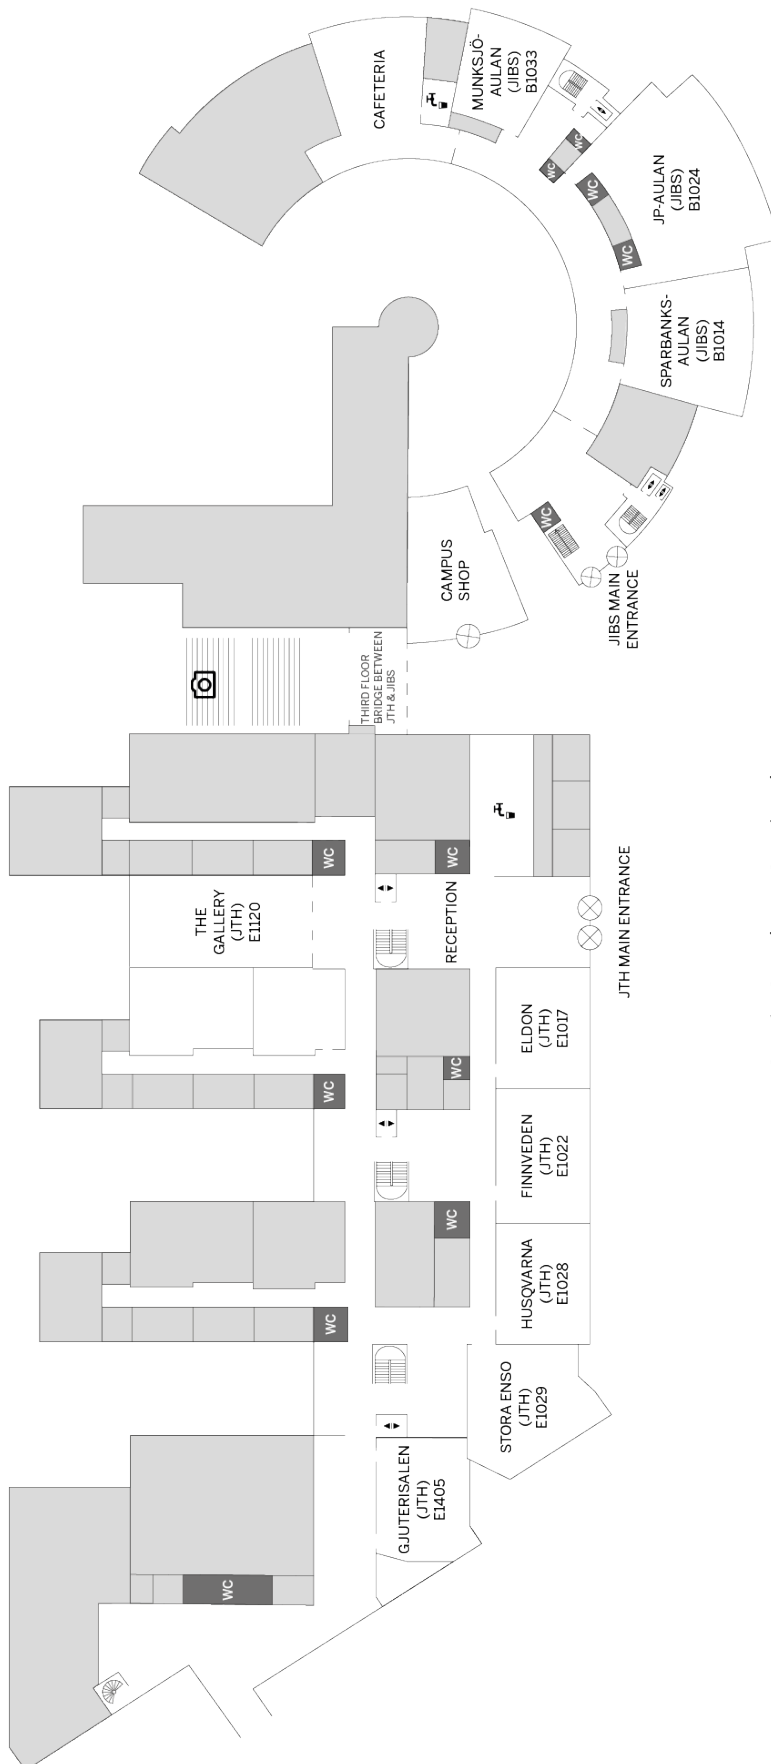 CAFETERIA
MUNKSJÖ-
AULAN
(JIBS)
B1033
WC
WC
WC
WC
JP-AULAN
(JIBS)
B1024
SPARBANKS-
AULAN
(JIBS)
B1014
WC
CAMPUS
SHOP
JIBS MAIN
ENTRANCE
THIRD FLOOR
BRIDGE BETWEEN
JTH & JIBS
WC
WC
THE
GALLERY
(JTH)
E1120
RECEPTION
JTH MAIN ENTRANCE
ELDON
(JTH)
E1017
WC
WC
FINNVEDEN
(JTH)
E1022
WC
HUSQVARNA
(JTH)
E1028
WC
STORA ENSO
(JTH)
E1029
GJUTERISALEN
(JTH)
E1405
WC